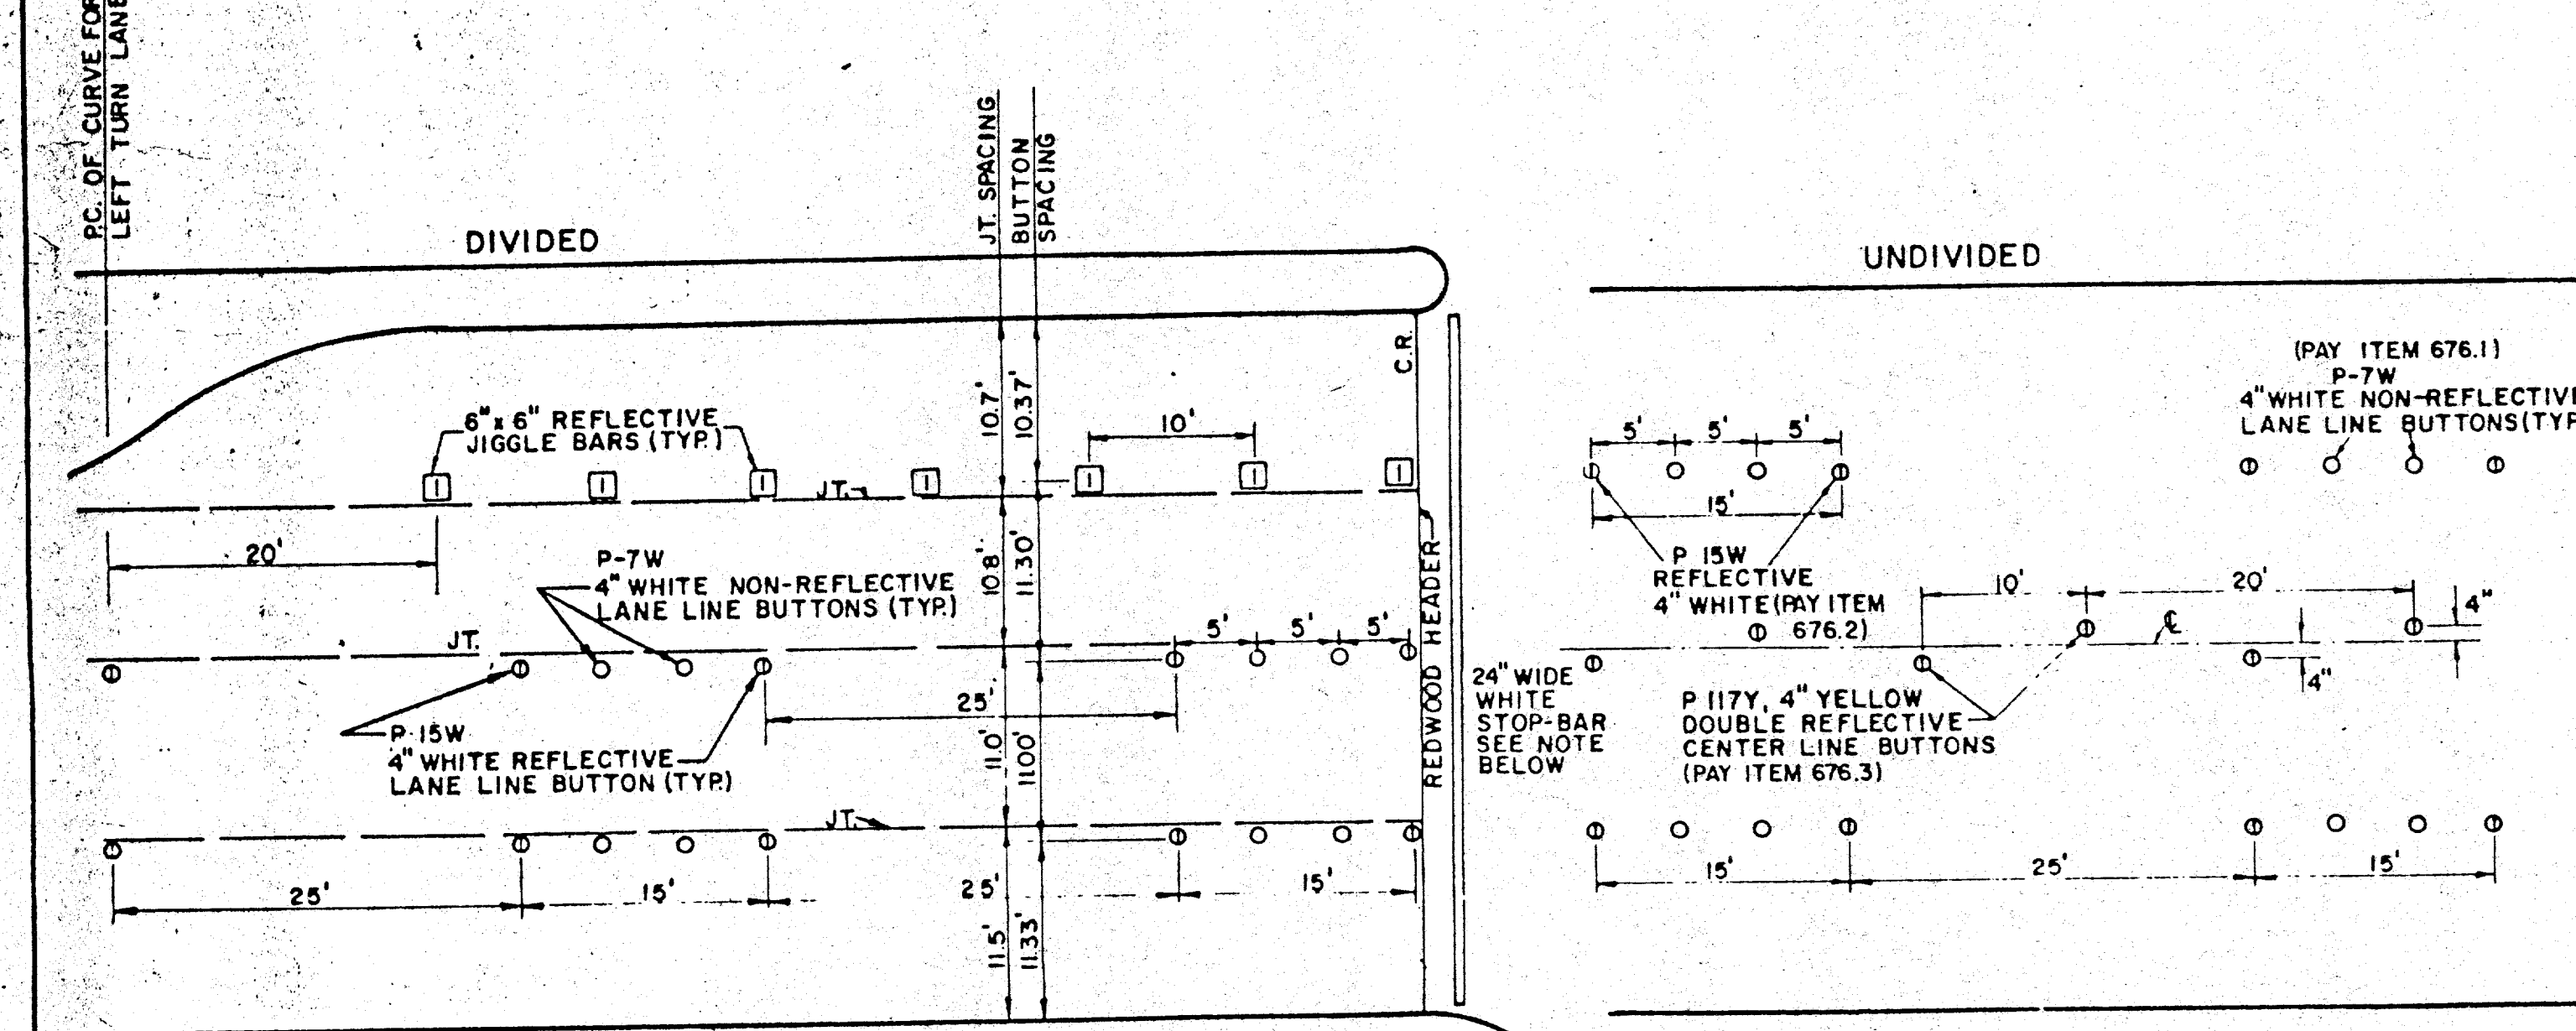 P.C. OF CURVE FOR
LEFT TURN LANE
DIVIDED
JT. SPACING
BUTTON
SPACING
UNDIVIDED
C.R.
10.7'
10.37'
6" x 6" REFLECTIVE
JIGGLE BARS (TYP.)
10'
JT.
20'
P-7W
4" WHITE NON-REFLECTIVE
LANE LINE BUTTONS (TYP.)
10.8'
11.30'
JT.
5' 5' 5'
25'
P-15W
4" WHITE REFLECTIVE
LANE LINE BUTTON (TYP.)
11.0'
11.00'
REDWOOD HEADER
24" WIDE
WHITE
STOP-BAR
SEE NOTE
BELOW
JT.
25' 15' 25' 15'
11.5'
11.33'
(PAY ITEM 676.1)
P-7W
4" WHITE NON-REFLECTIVE
LANE LINE BUTTONS (TYP
5' 5' 5'
15'
P 15W
REFLECTIVE
4" WHITE (PAY ITEM
676.2)
10' 20'
4"
℄
4"
P 117Y, 4" YELLOW
DOUBLE REFLECTIVE
CENTER LINE BUTTONS
(PAY ITEM 676.3)
15' 25' 15'